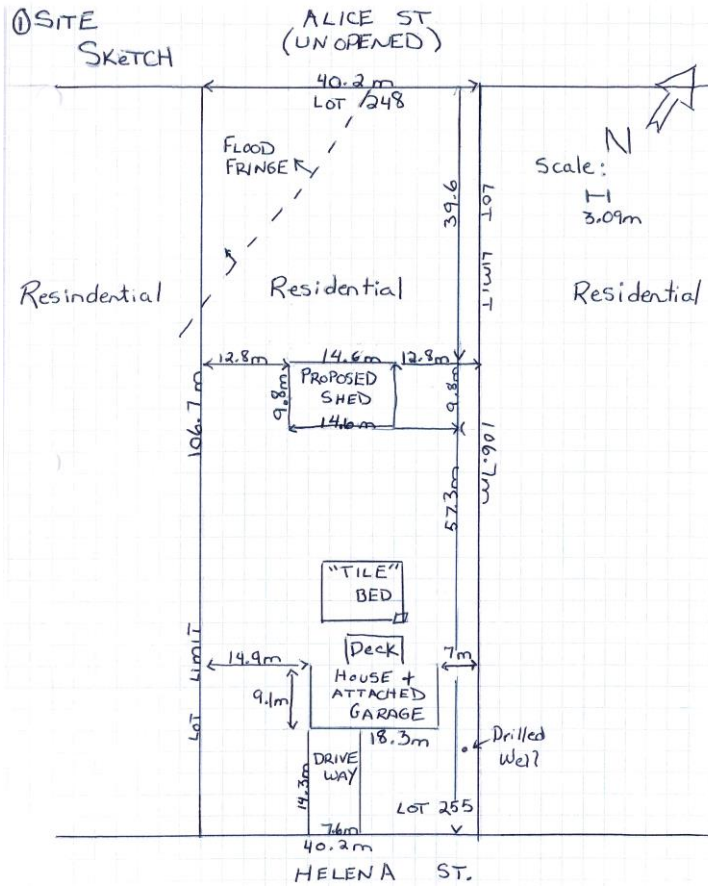 ① SITE
SKETCH
ALICE ST
(UNOPENED)
40.2m
LOT 248
FLOOD
FRINGE
N
Scale:
3.09m
39.6
LOT LIMIT
Resindential
Residential
Residential
12.8m
14.6m
12.8m
PROPOSED
SHED
9.8m
9.8m
14.6m
106.7m
106.7m
57.3m
"TILE"
BED
Deck
14.9m
7m
HOUSE +
ATTACHED
GARAGE
9.1m
18.3m
LOT LIMIT
Drilled
Well
DRIVE
WAY
14.3m
LOT 255
7.6m
40.2m
HELENA ST.